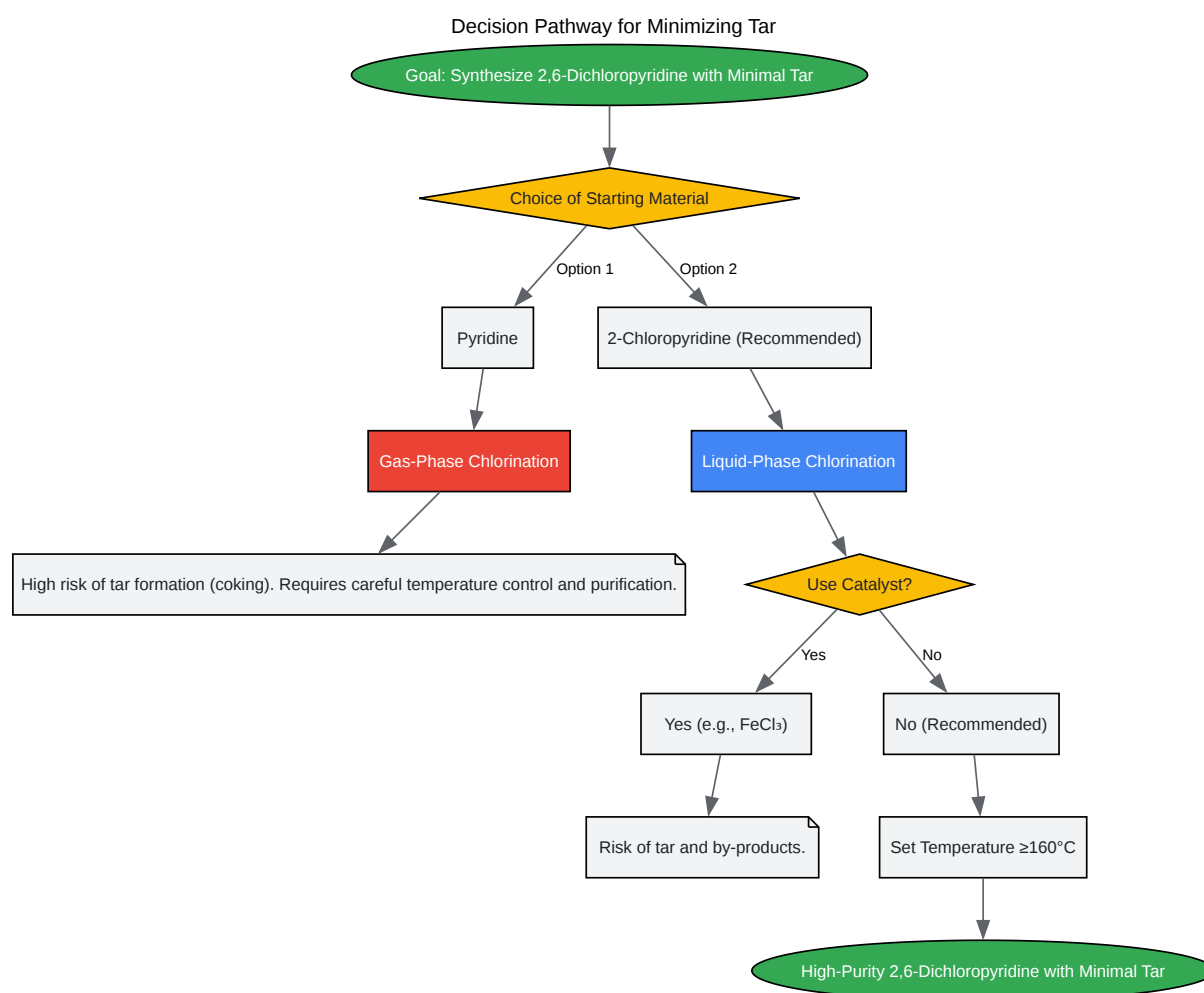 Decision Pathway for Minimizing Tar
Goal: Synthesize 2,6-Dichloropyridine with Minimal Tar
Choice of Starting Material
Option 1
Option 2
Pyridine
2-Chloropyridine (Recommended)
Gas-Phase Chlorination
Liquid-Phase Chlorination
High risk of tar formation (coking). Requires careful temperature control and purification.
Use Catalyst?
Yes
No
Yes (e.g., FeCl₃)
No (Recommended)
Risk of tar and by-products.
Set Temperature ≥160°C
High-Purity 2,6-Dichloropyridine with Minimal Tar